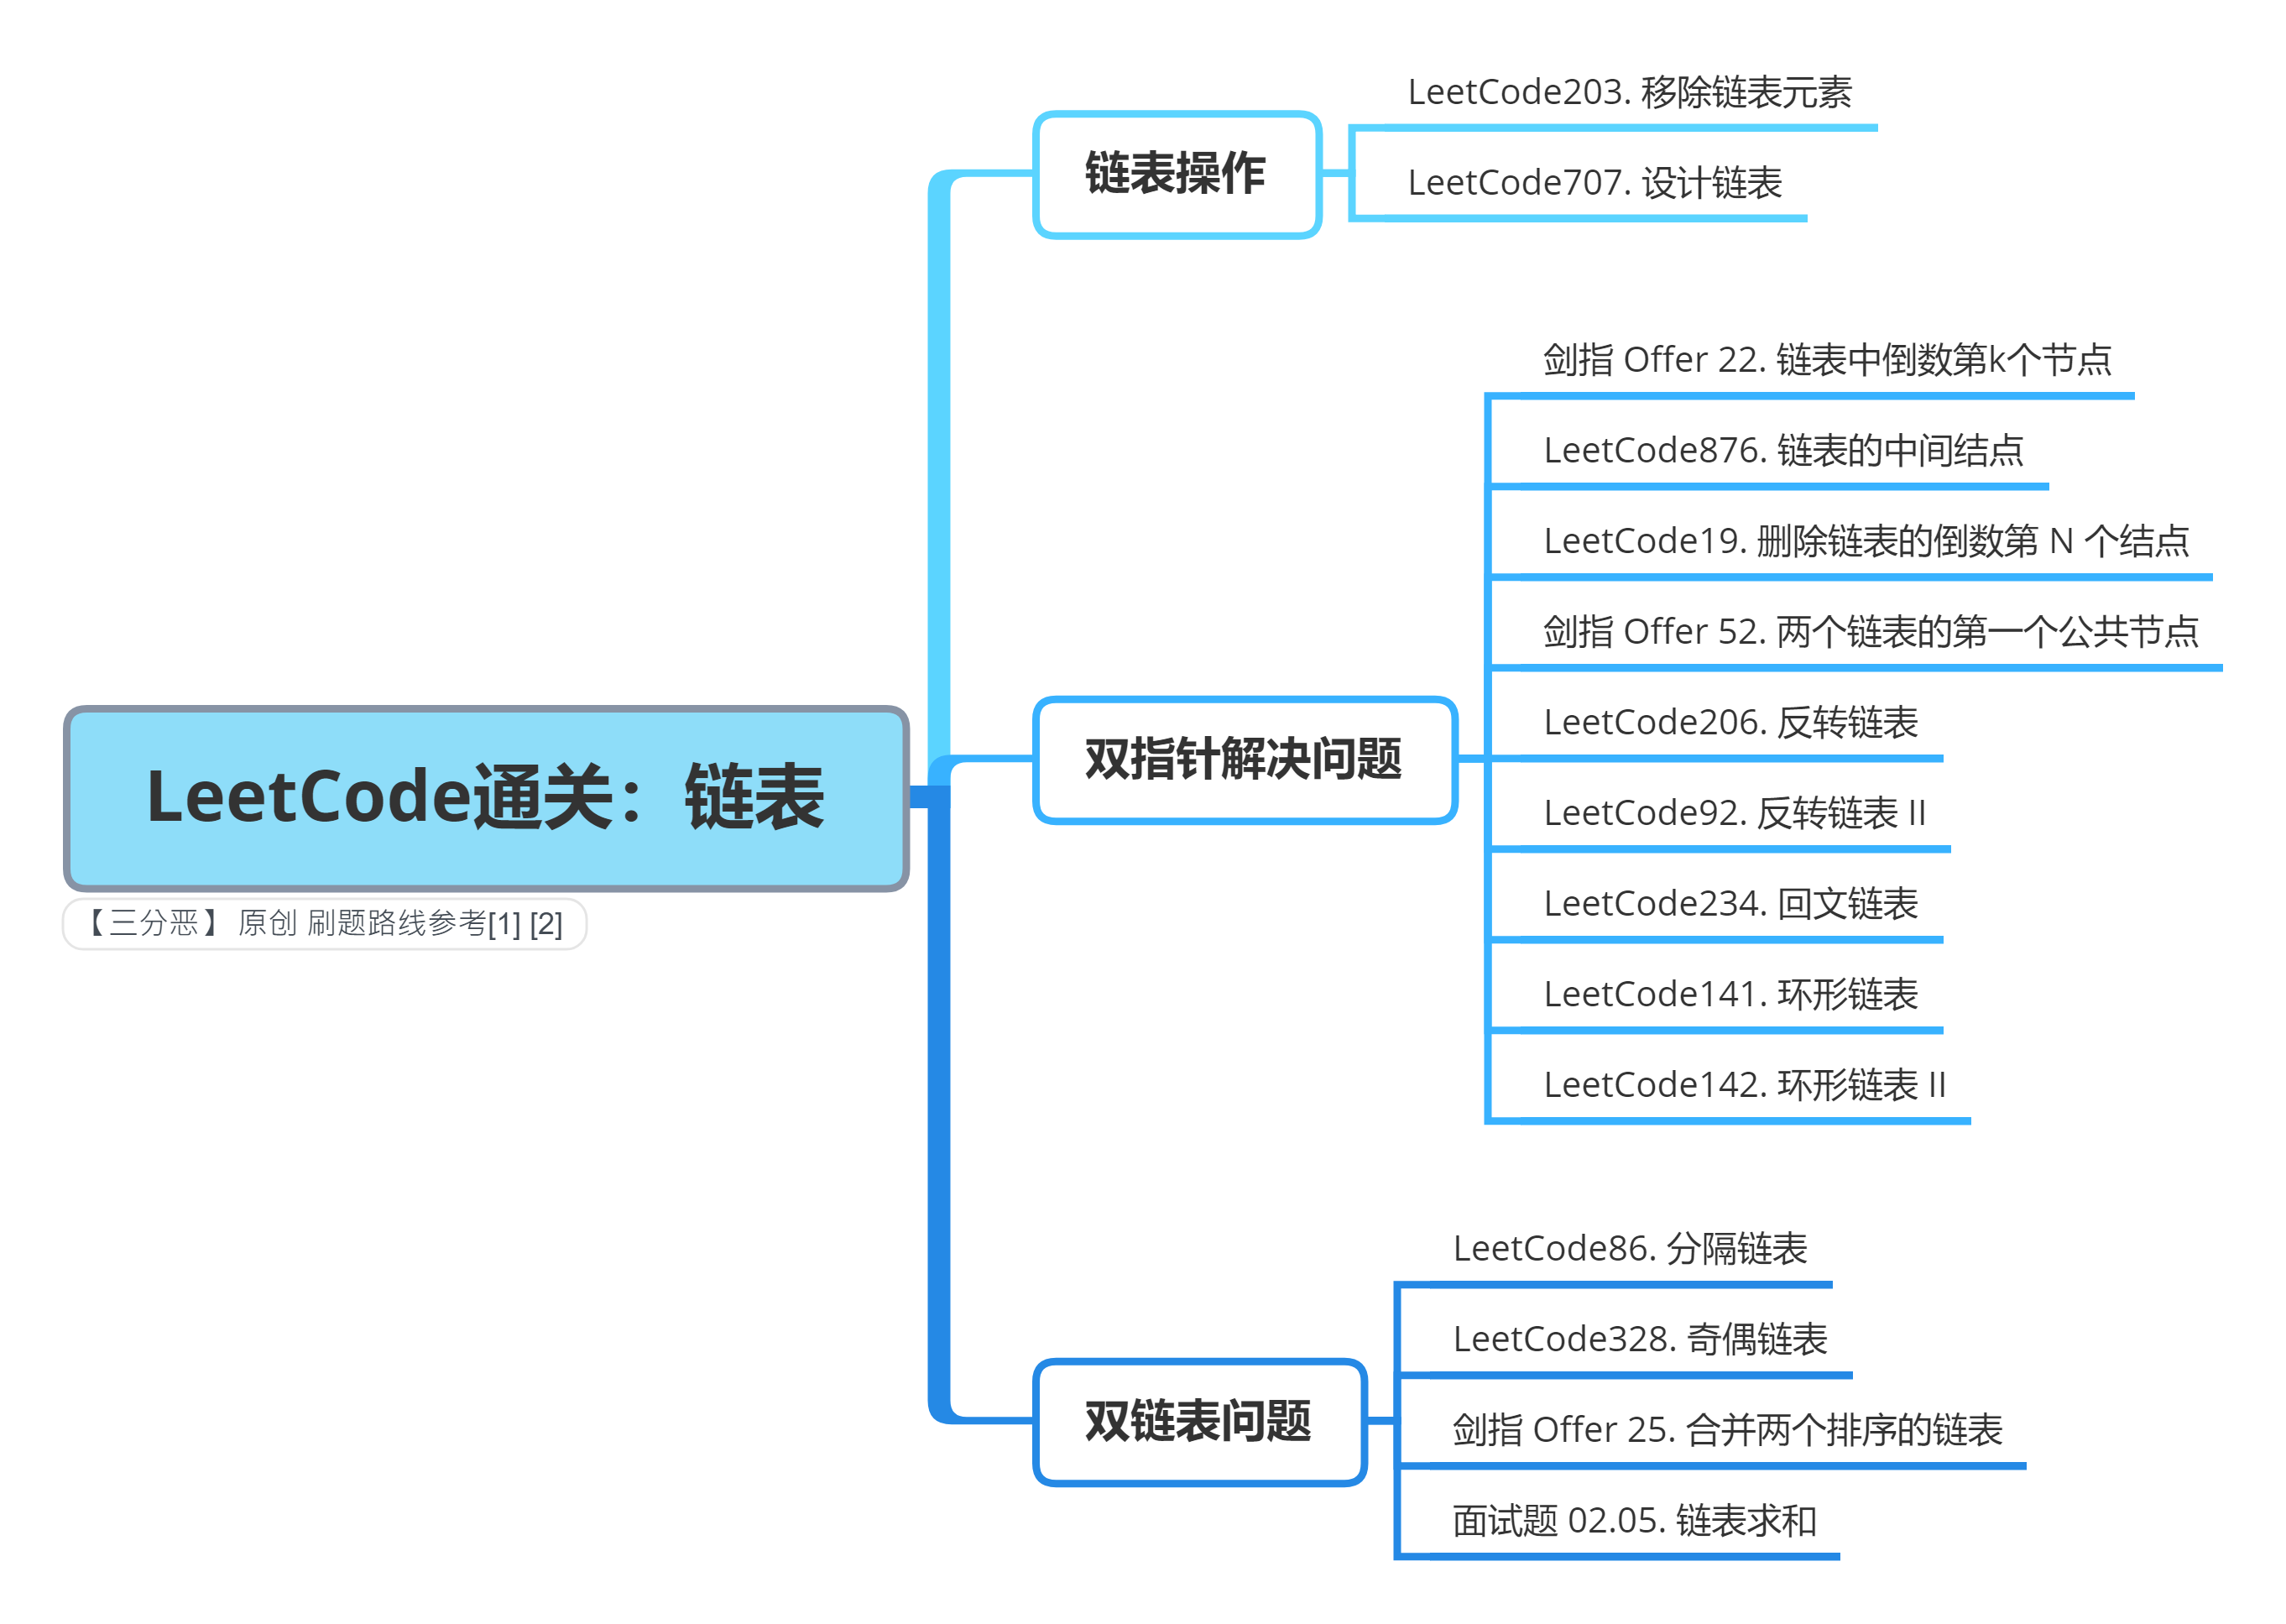 LeetCode通关：链表
【三分恶】 原创 刷题路线参考[1] [2]
链表操作
LeetCode203. 移除链表元素
LeetCode707. 设计链表
双指针解决问题
剑指 Offer 22. 链表中倒数第k个节点
LeetCode876. 链表的中间结点
LeetCode19. 删除链表的倒数第 N 个结点
剑指 Offer 52. 两个链表的第一个公共节点
LeetCode206. 反转链表
LeetCode92. 反转链表 II
LeetCode234. 回文链表
LeetCode141. 环形链表
LeetCode142. 环形链表 II
双链表问题
LeetCode86. 分隔链表
LeetCode328. 奇偶链表
剑指 Offer 25. 合并两个排序的链表
面试题 02.05. 链表求和